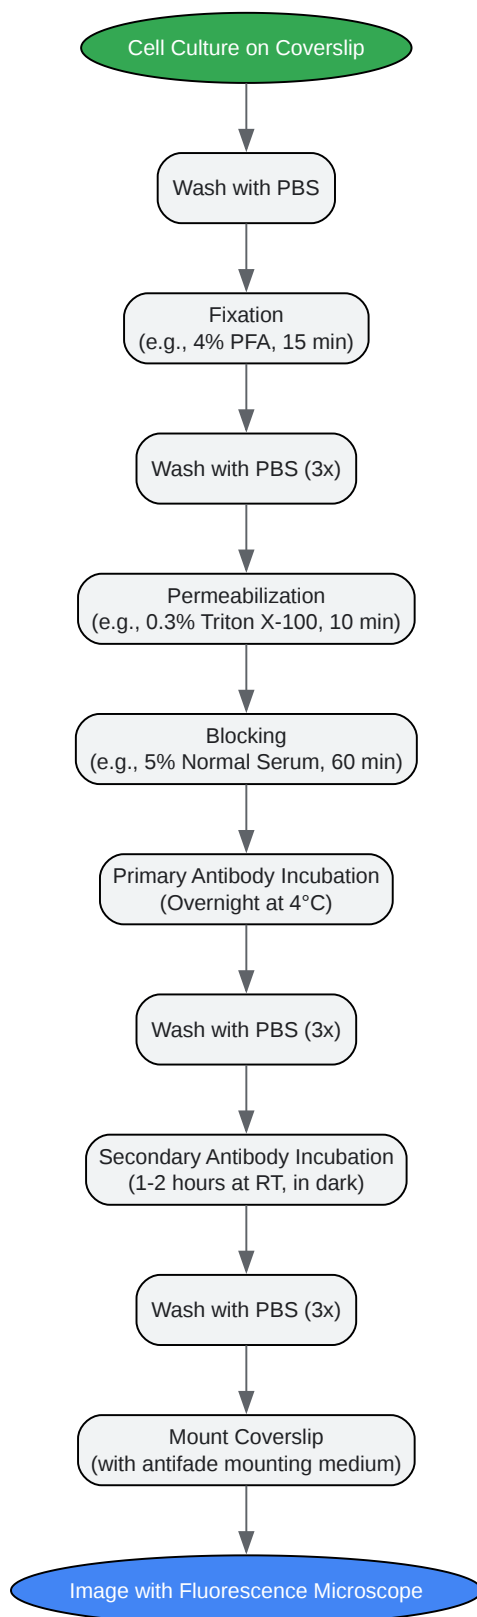 Cell Culture on Coverslip
Wash with PBS
Fixation
(e.g., 4% PFA, 15 min)
Wash with PBS (3x)
Permeabilization
(e.g., 0.3% Triton X-100, 10 min)
Blocking
(e.g., 5% Normal Serum, 60 min)
Primary Antibody Incubation
(Overnight at 4°C)
Wash with PBS (3x)
Secondary Antibody Incubation
(1-2 hours at RT, in dark)
Wash with PBS (3x)
Mount Coverslip
(with antifade mounting medium)
Image with Fluorescence Microscope